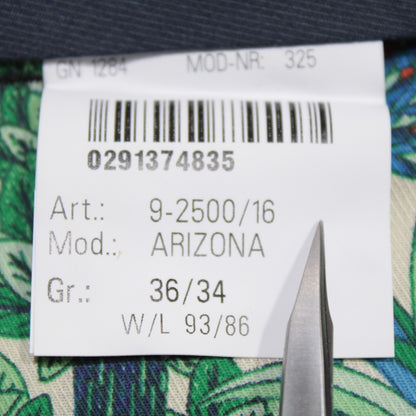 GN 1284 MOD-NR: 325
0291374835
Art.: 9-2500/16
Mod.: ARIZONA
Gr.: 36/34
W/L 93/86